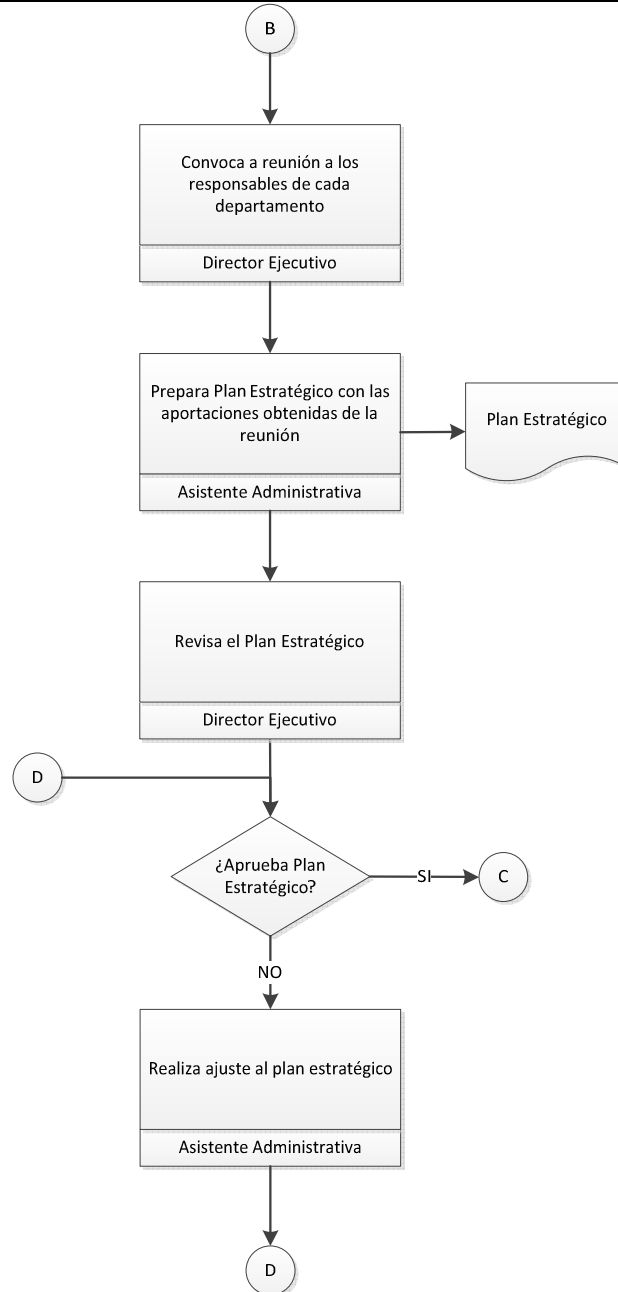 B
Convoca a reunión a los
responsables de cada
departamento
Director Ejecutivo
Prepara Plan Estratégico con las
aportaciones obtenidas de la
reunión
Asistente Administrativa
Plan Estratégico
Revisa el Plan Estratégico
Director Ejecutivo
D
¿Aprueba Plan
Estratégico?
SI
C
NO
Realiza ajuste al plan estratégico
Asistente Administrativa
D